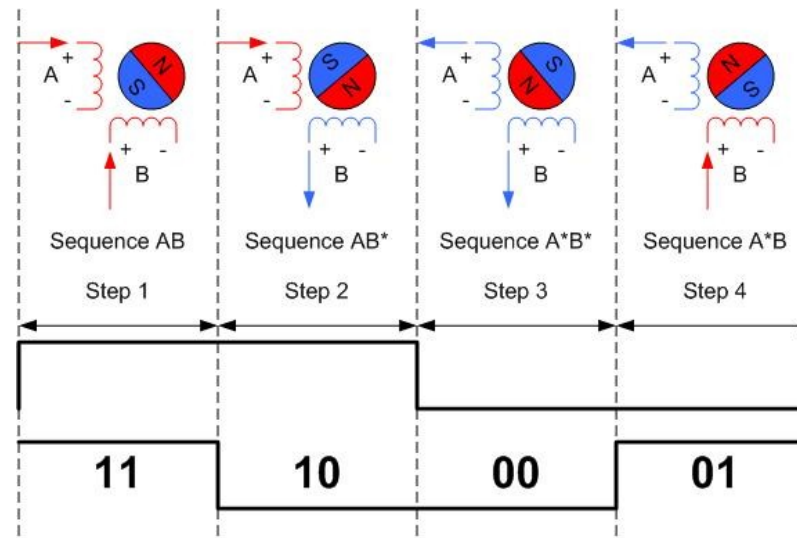 A + - N S B + - Sequence AB Step 1
A + - S N B + - Sequence AB* Step 2
A + - S N B + - Sequence A*B* Step 3
A + - N S B + - Sequence A*B Step 4
11 10 00 01